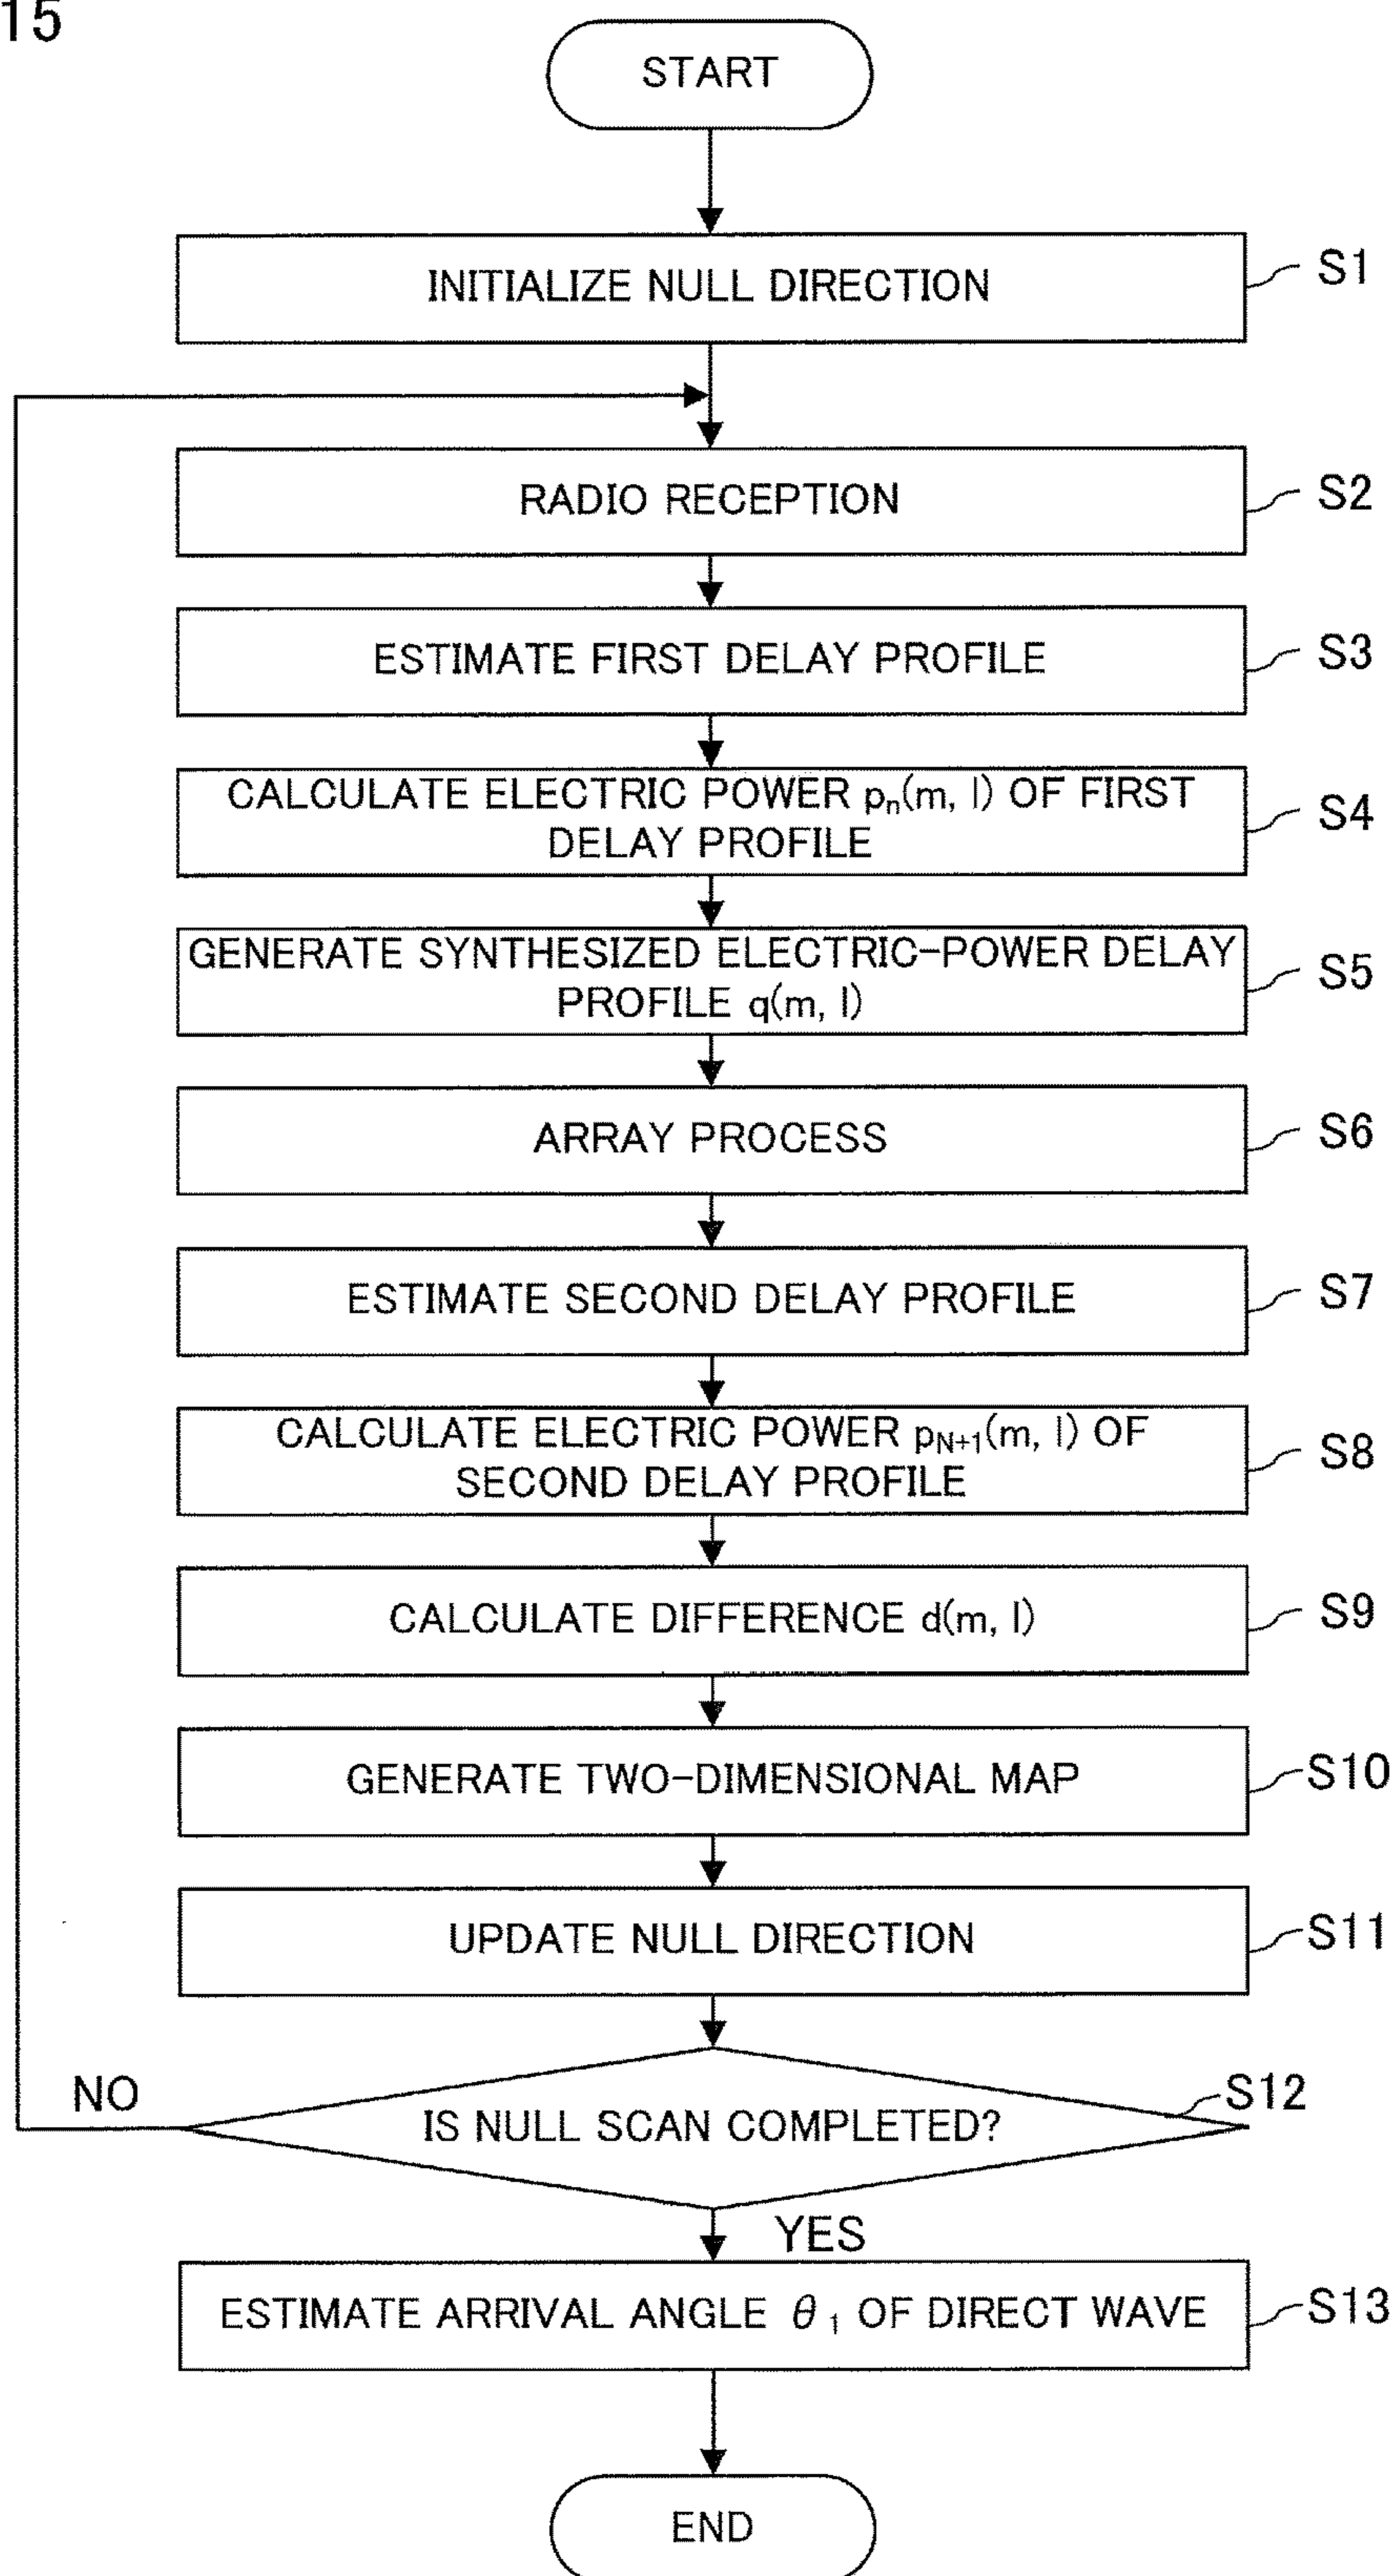 15
START
INITIALIZE NULL DIRECTION
S1
RADIO RECEPTION
S2
ESTIMATE FIRST DELAY PROFILE
S3
CALCULATE ELECTRIC POWER pn(m, l) OF FIRST
DELAY PROFILE
S4
GENERATE SYNTHESIZED ELECTRIC-POWER DELAY
PROFILE q(m, l)
S5
ARRAY PROCESS
S6
ESTIMATE SECOND DELAY PROFILE
S7
CALCULATE ELECTRIC POWER pN+1(m, l) OF
SECOND DELAY PROFILE
S8
CALCULATE DIFFERENCE d(m, l)
S9
GENERATE TWO-DIMENSIONAL MAP
S10
UPDATE NULL DIRECTION
S11
NO
IS NULL SCAN COMPLETED?
S12
YES
ESTIMATE ARRIVAL ANGLE θ1 OF DIRECT WAVE
S13
END